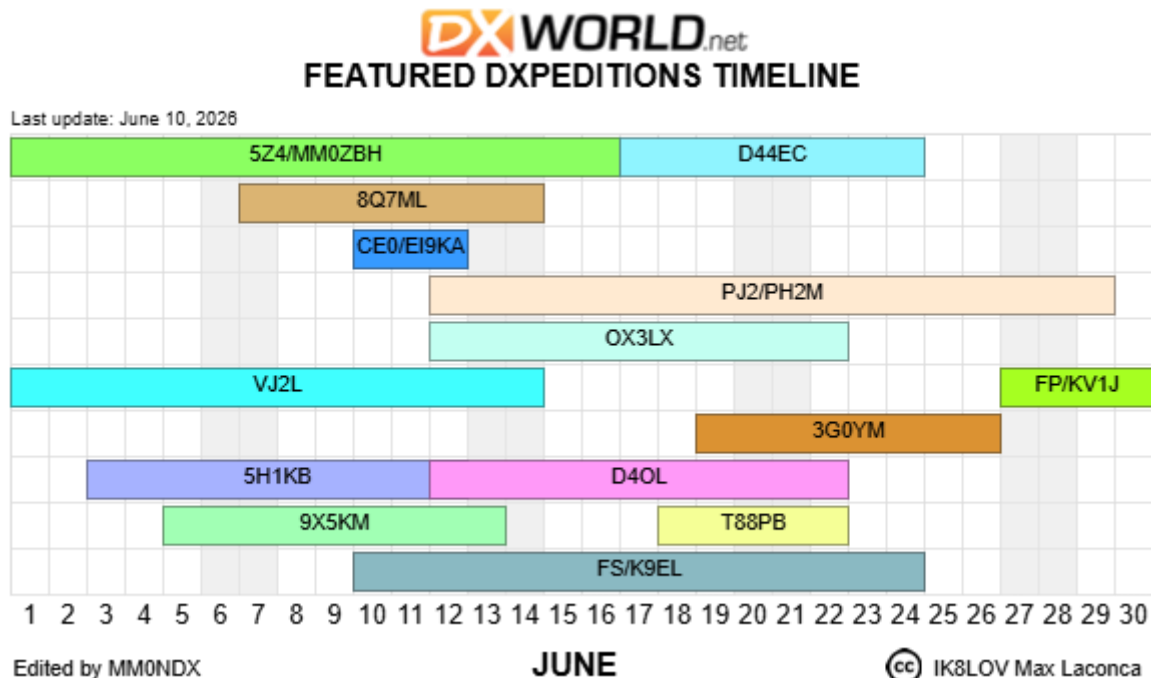 DXWORLD.net
FEATURED DXPEDITIONS TIMELINE
Last update: June 10, 2026
5Z4/MM0ZBH D44EC
8Q7ML
CE0/EI9KA
PJ2/PH2M
OX3LX
VJ2L FP/KV1J
3G0YM
5H1KB D4OL
9X5KM T88PB
FS/K9EL
1 2 3 4 5 6 7 8 9 10 11 12 13 14 15 16 17 18 19 20 21 22 23 24 25 26 27 28 29 30
Edited by MM0NDX JUNE cc IK8LOV Max Laconca